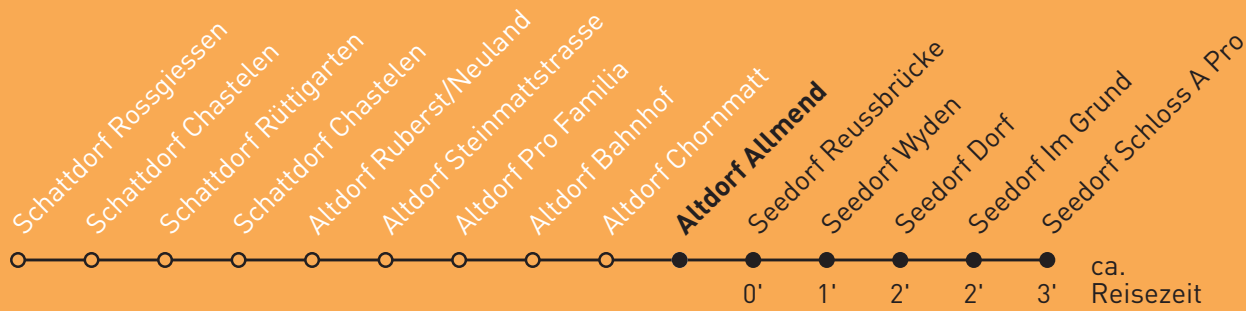 Schattdorf Rossgiessen
Schattdorf Chastelen
Schattdorf Rüttigarten
Schattdorf Chastelen
Altdorf Ruberst/Neuland
Altdorf Steinmattstrasse
Altdorf Pro Familia
Altdorf Bahnhof
Altdorf Chornmatt
Altdorf Allmend
Seedorf Reussbrücke
Seedorf Wyden
Seedorf Dorf
Seedorf Im Grund
Seedorf Schloss A Pro
0' 1' 2' 2' 3'
ca.
Reisezeit